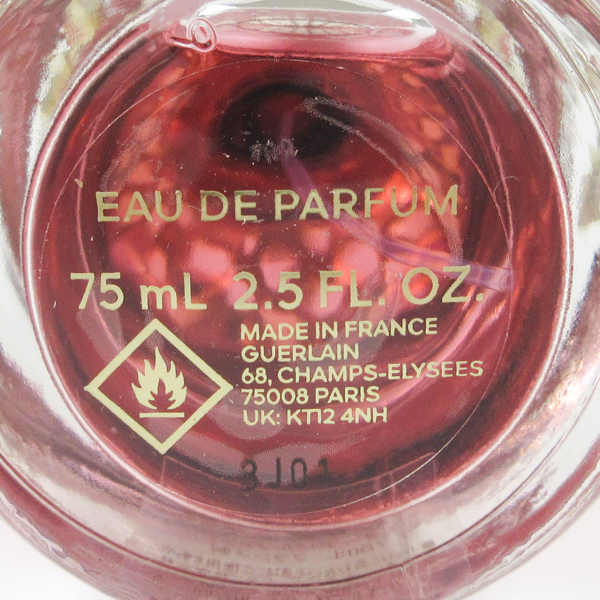 EAU DE PARFUM
75 mL 2.5 FL. OZ.
MADE IN FRANCE
GUERLAIN
68, CHAMPS-ELYSEES
75008 PARIS
UK: KT12 4NH
3J01